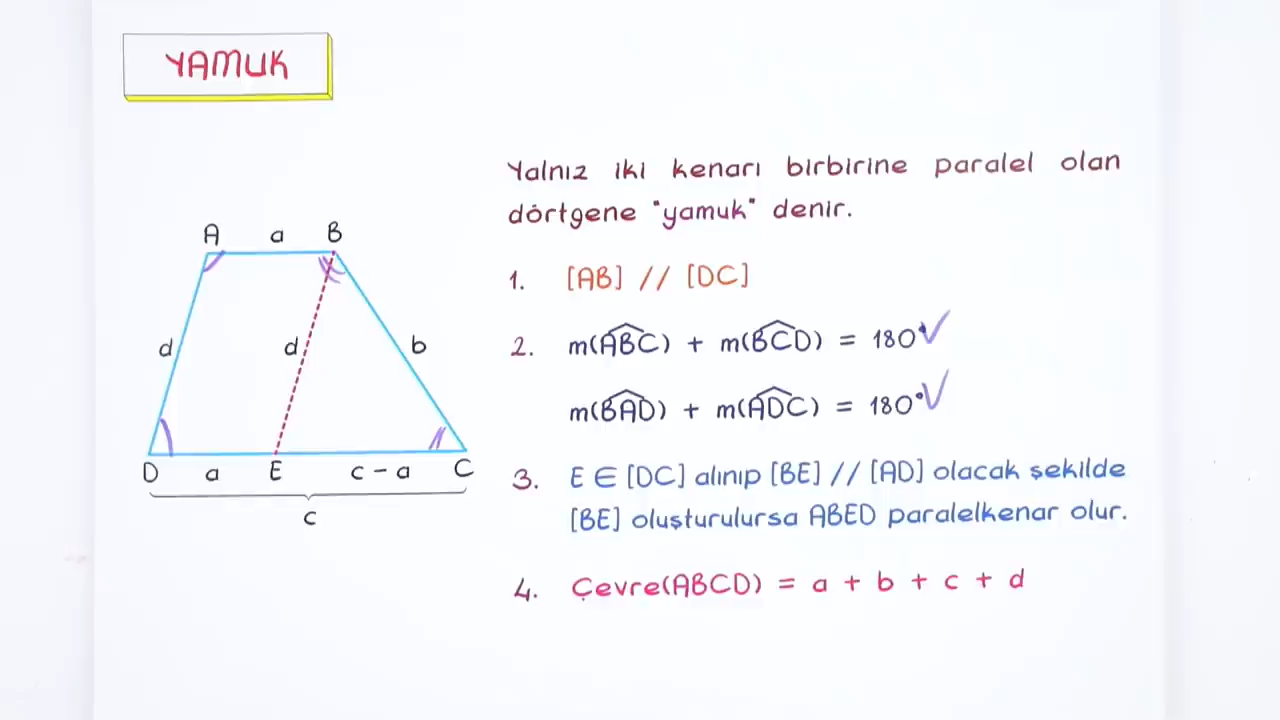 YAMUK
Yalnız iki kenarı birbirine paralel olan
dörtgene "yamuk" denir.
A a B
d d b
D a E c - a C
c
1. [AB] // [DC]
2. m(ABC) + m(BCD) = 180°
m(BAD) + m(ADC) = 180°
3. E ∈ [DC] alınıp [BE] // [AD] olacak şekilde
[BE] oluşturulursa ABED paralelkenar olur.
4. Çevre(ABCD) = a + b + c + d